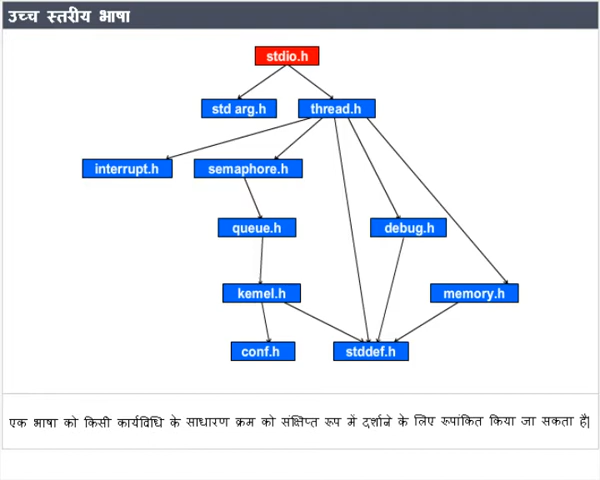 उच्च स्तरीय भाषा
stdio.h
std arg.h thread.h
interrupt.h semaphore.h
queue.h debug.h
kemel.h memory.h
conf.h stddef.h
एक भाषा को किसी कार्यविधि के साधारण क्रम को संक्षिप्त रूप में दर्शाने के लिए रूपांकित किया जा सकता है|